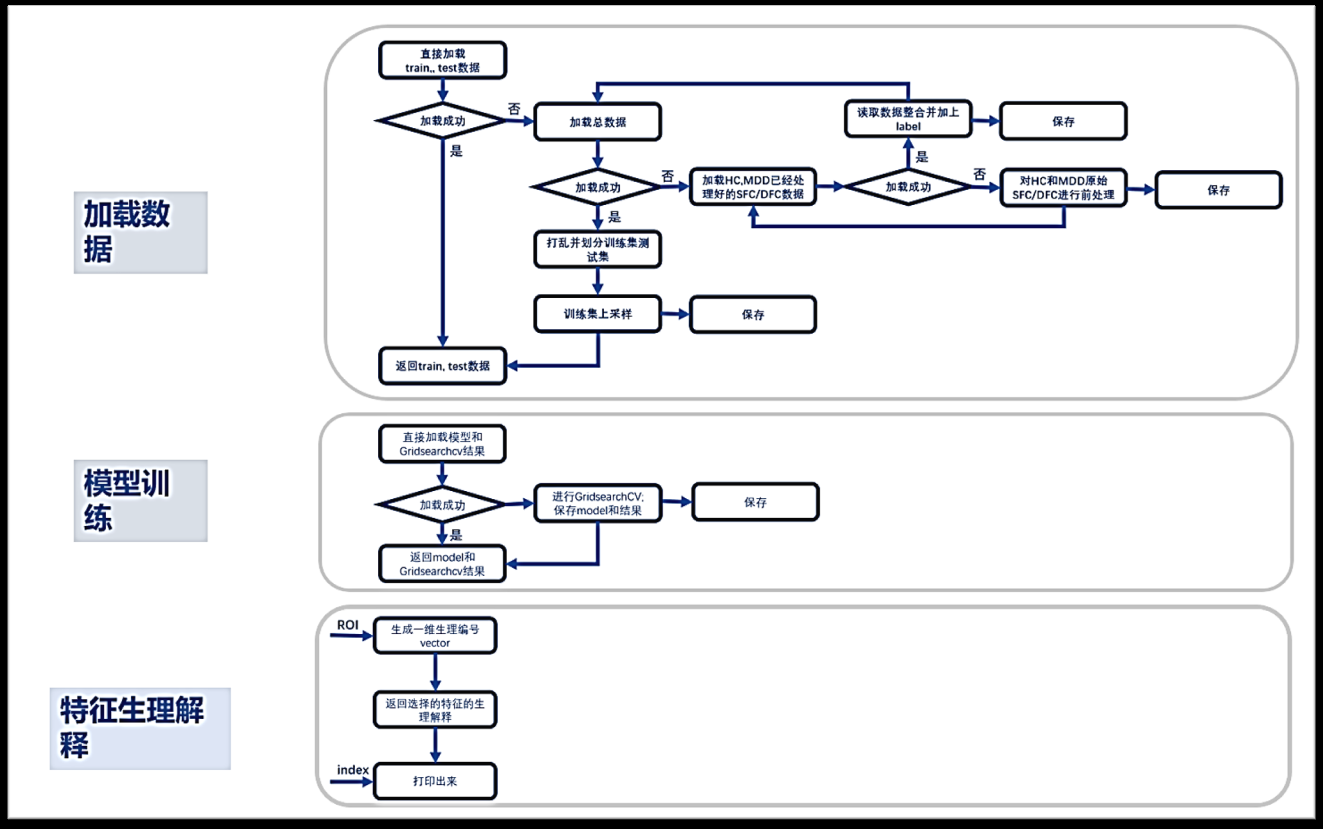 加载数
据
直接加载
train,, test数据
加载成功
否
是
加载总数据
加载成功
否
是
加载HC,MDD已经处
理好的SFC/DFC数据
加载成功
是
否
读取数据整合并加上
label
保存
对HC和MDD原始
SFC/DFC进行前处理
保存
打乱并划分训练集测
试集
训练集上采样
保存
返回train, test数据
模型训
练
直接加载模型和
Gridsearchcv结果
加载成功
是
进行GridsearchCV;
保存model和结果
保存
返回model和
Gridsearchcv结果
特征生理解
释
ROI
生成一维生理编号
vector
返回选择的特征的生
理解释
index
打印出来